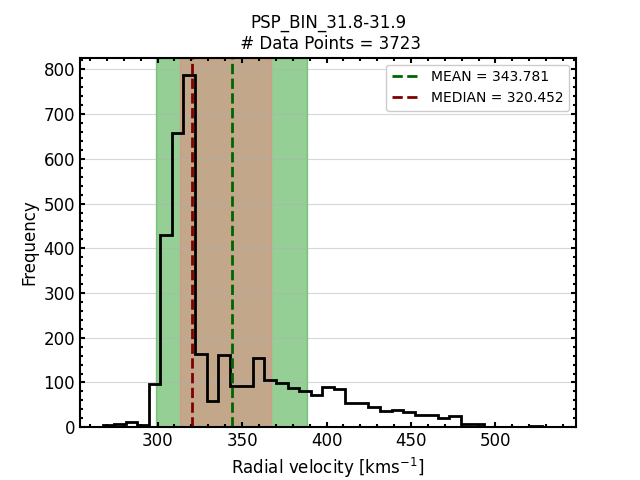 PSP_BIN_31.8-31.9
# Data Points = 3723
MEAN = 343.781
MEDIAN = 320.452
800
700
600
500
400
300
200
100
0
Frequency
300 350 400 450 500
Radial velocity [kms⁻¹]